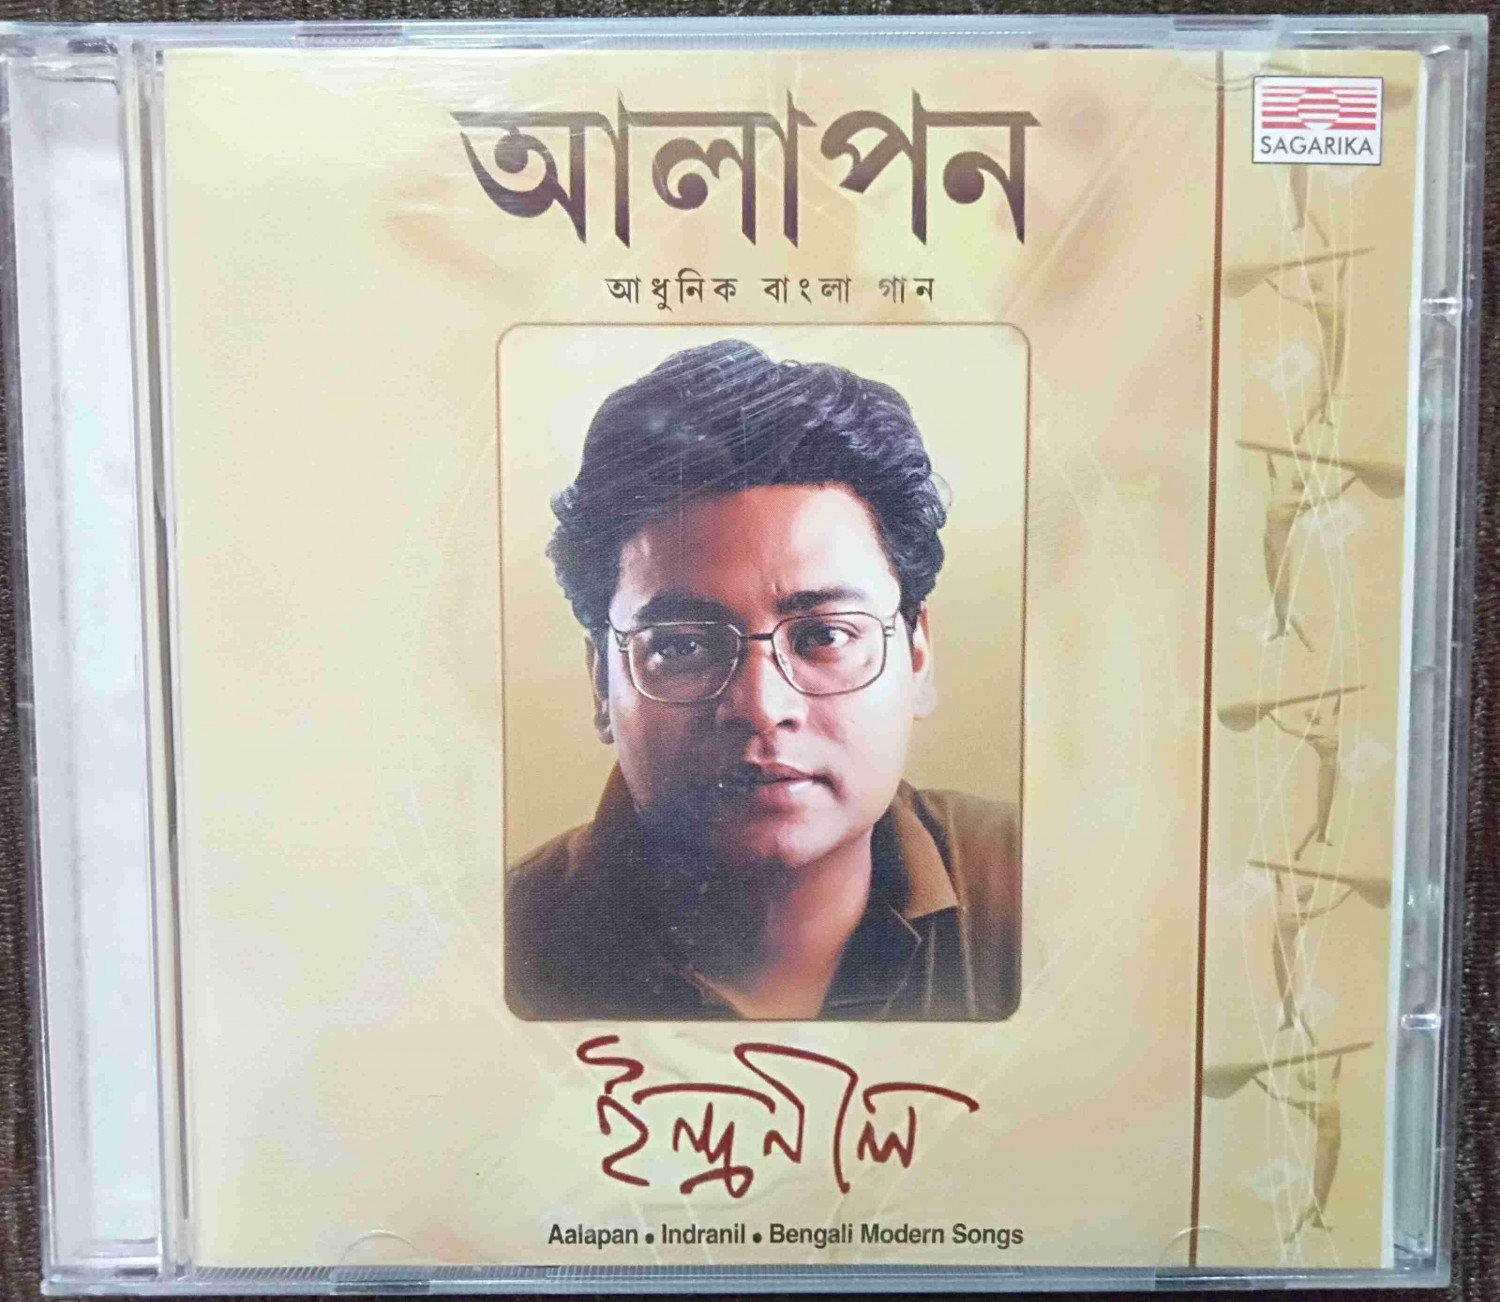 আলাপন
SAGARIKA
আধুনিক বাংলা গান
ইন্দ্রনীল
Aalapan • Indranil • Bengali Modern Songs